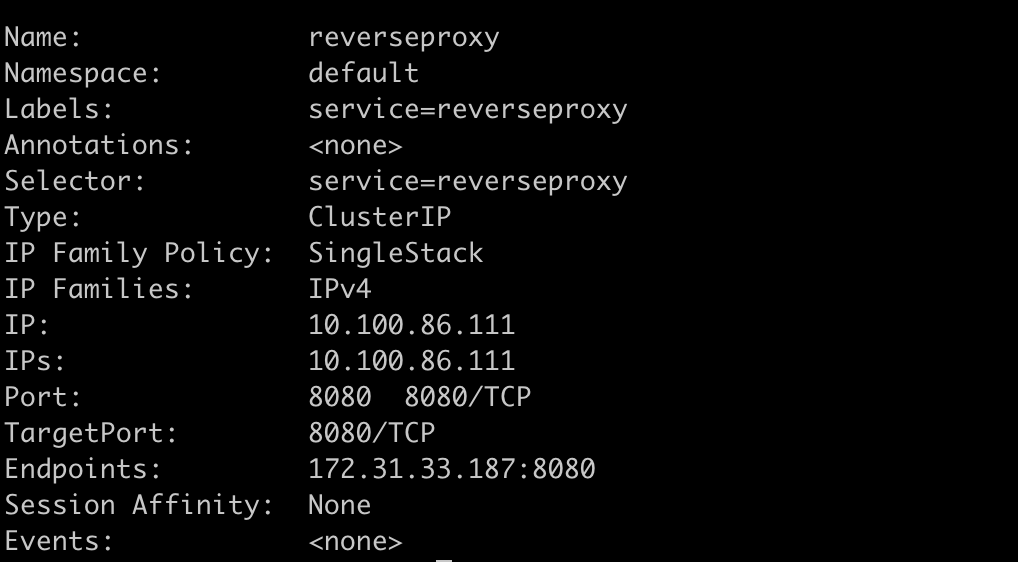 Name: reverseproxy
Namespace: default
Labels: service=reverseproxy
Annotations: <none>
Selector: service=reverseproxy
Type: ClusterIP
IP Family Policy: SingleStack
IP Families: IPv4
IP: 10.100.86.111
IPs: 10.100.86.111
Port: 8080 8080/TCP
TargetPort: 8080/TCP
Endpoints: 172.31.33.187:8080
Session Affinity: None
Events: <none>